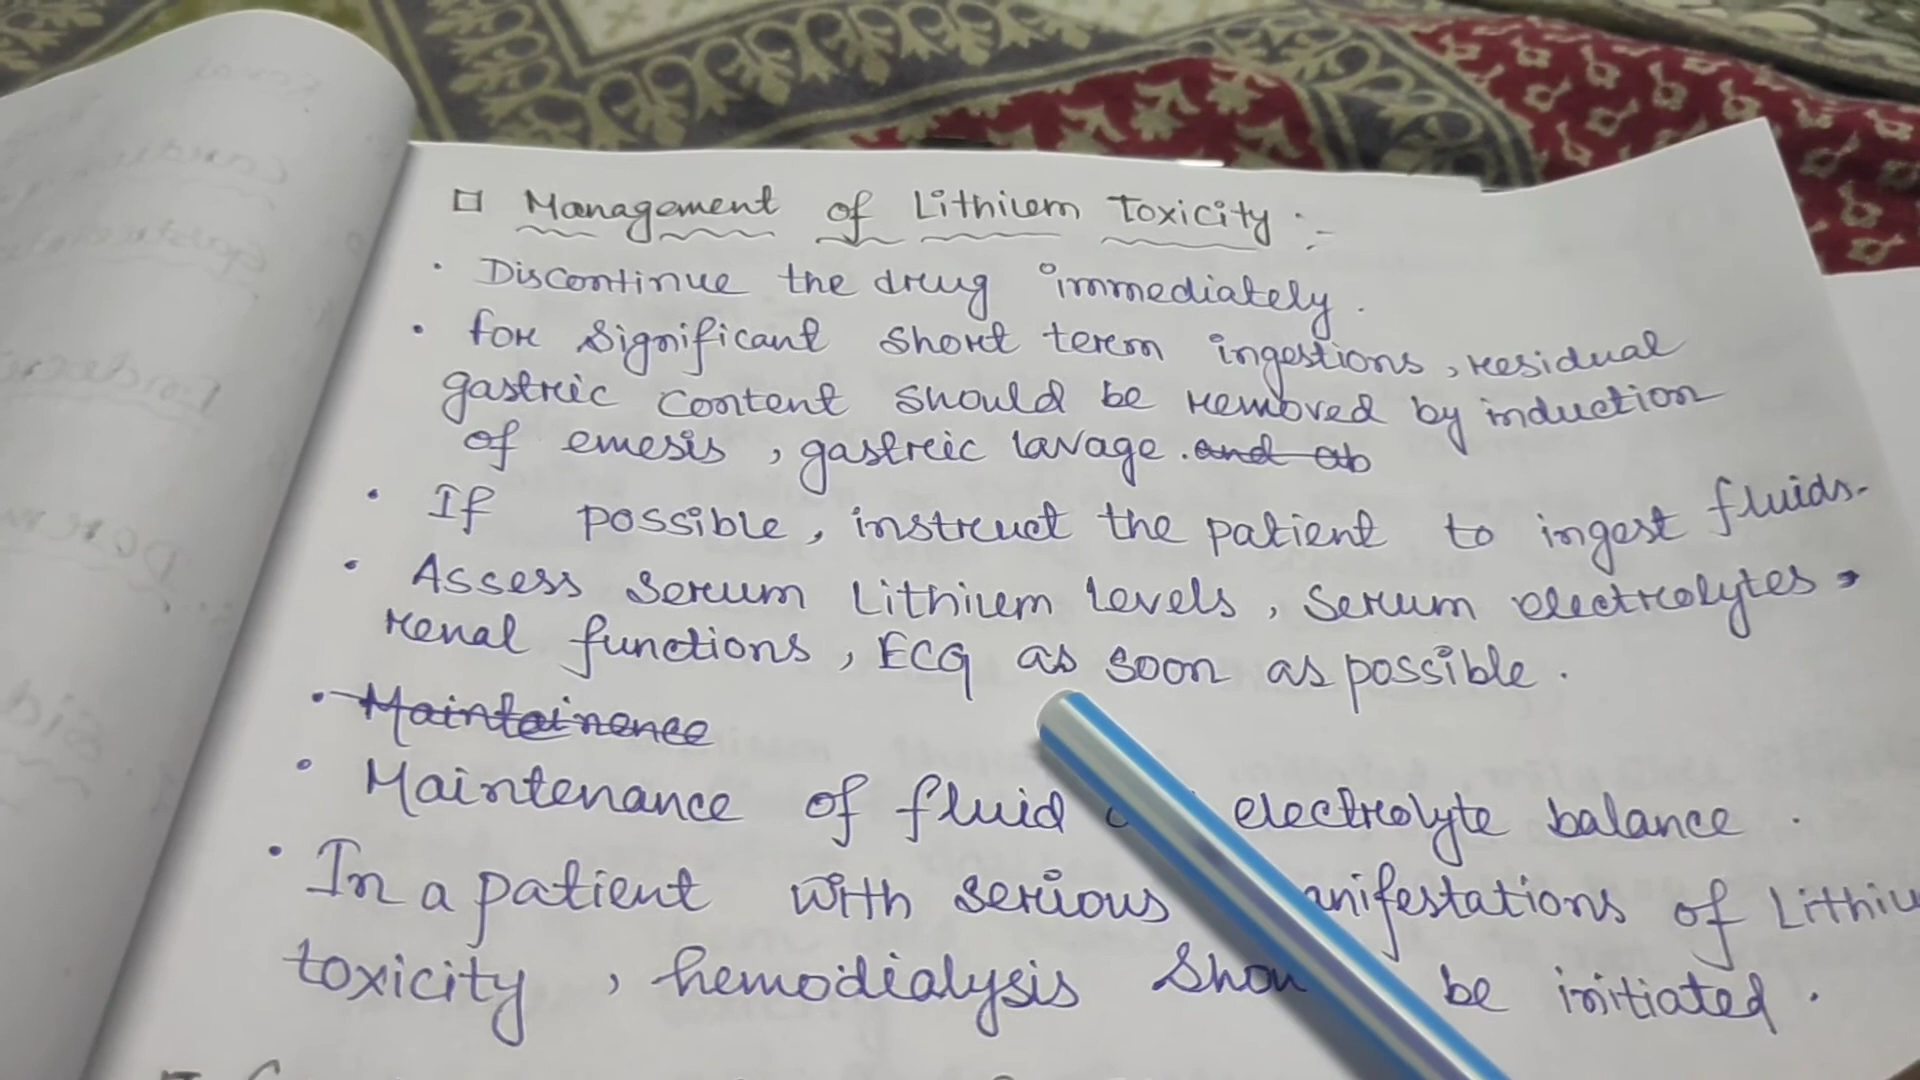 □ Management of Lithium Toxicity :-
• Discontinue the drug immediately.
• for significant short term ingestions, residual
gastric content should be removed by induction
of emesis, gastric lavage. and ab
• If possible, instruct the patient to ingest fluids.
• Assess serum Lithium levels, serum electrolytes,
renal functions, ECG as soon as possible.
• Maintainence
• Maintenance of fluid electrolyte balance.
• In a patient with serious of
toxicity, hemodialysis be initiated.